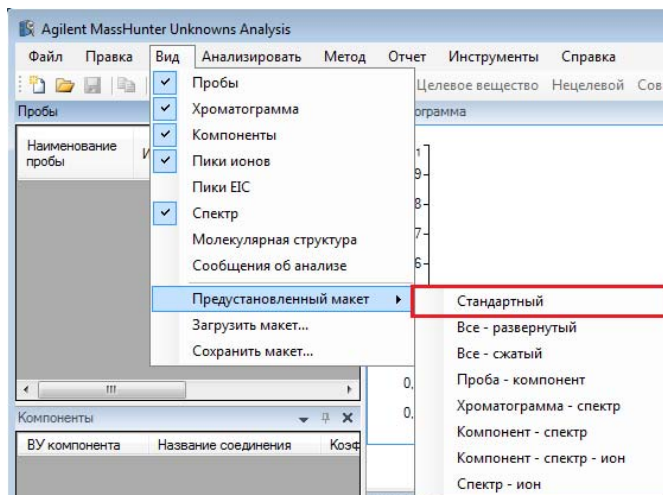 Agilent MassHunter Unknowns Analysis
Файл Правка Вид Анализировать Метод Отчет Инструменты Справка
Целевое вещество Нецелевой
Пробы
Наименование
пробы
Пробы
Хроматограмма
Компоненты
Пики ионов
Пики EIC
Спектр
Молекулярная структура
Сообщения об анализе
Предустановленный макет
Загрузить макет...
Сохранить макет...
Стандартный
Все - развернутый
Все - сжатый
Проба - компонент
Хроматограмма - спектр
Компонент - спектр
Компонент - спектр - ион
Спектр - ион
Компоненты
ВУ компонента Название соединения